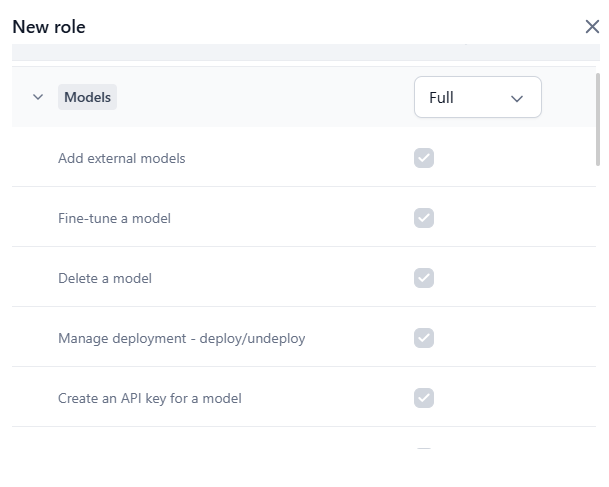 New role
Models
Full
Add external models
Fine-tune a model
Delete a model
Manage deployment - deploy/undeploy
Create an API key for a model